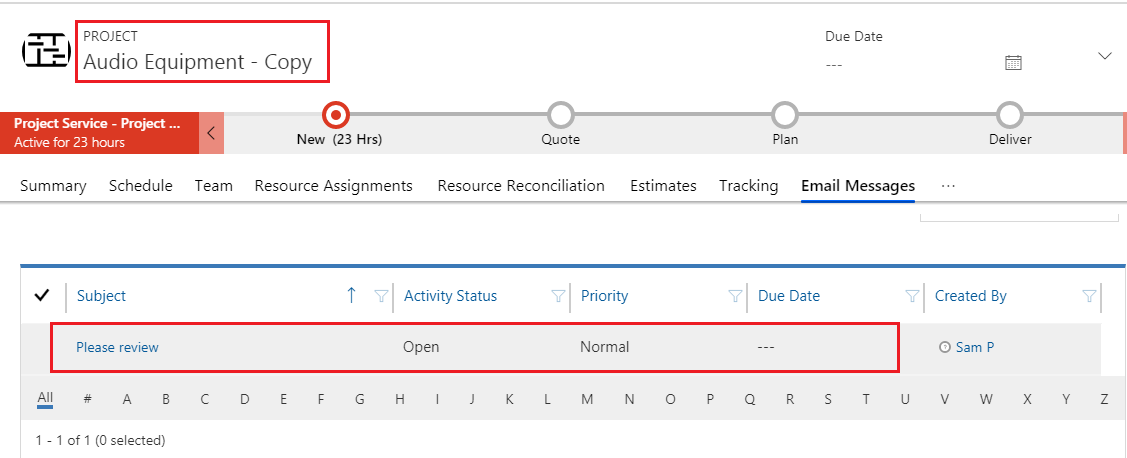 PROJECT
Audio Equipment - Copy
Due Date
---
Project Service - Project ...
Active for 23 hours
New (23 Hrs)
Quote
Plan
Deliver
Summary Schedule Team Resource Assignments Resource Reconciliation Estimates Tracking Email Messages ...
Subject Activity Status Priority Due Date Created By
Please review Open Normal --- Sam P
All # A B C D E F G H I J K L M N O P Q R S T U V W X Y Z
1 - 1 of 1 (0 selected)